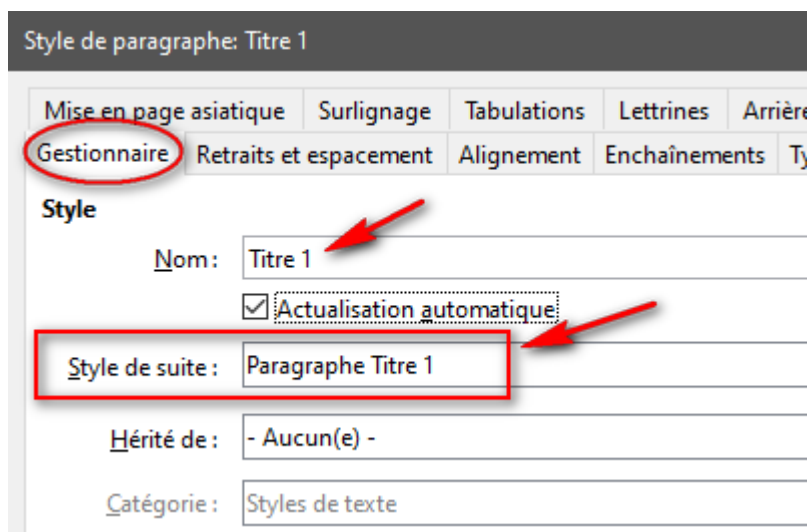 Style de paragraphe: Titre 1
Mise en page asiatique Surlignage Tabulations Lettrines Arrière
Gestionnaire Retraits et espacement Alignement Enchaînements Ty
Style
Nom : Titre 1
Actualisation automatique
Style de suite : Paragraphe Titre 1
Hérité de : - Aucun(e) -
Catégorie : Styles de texte